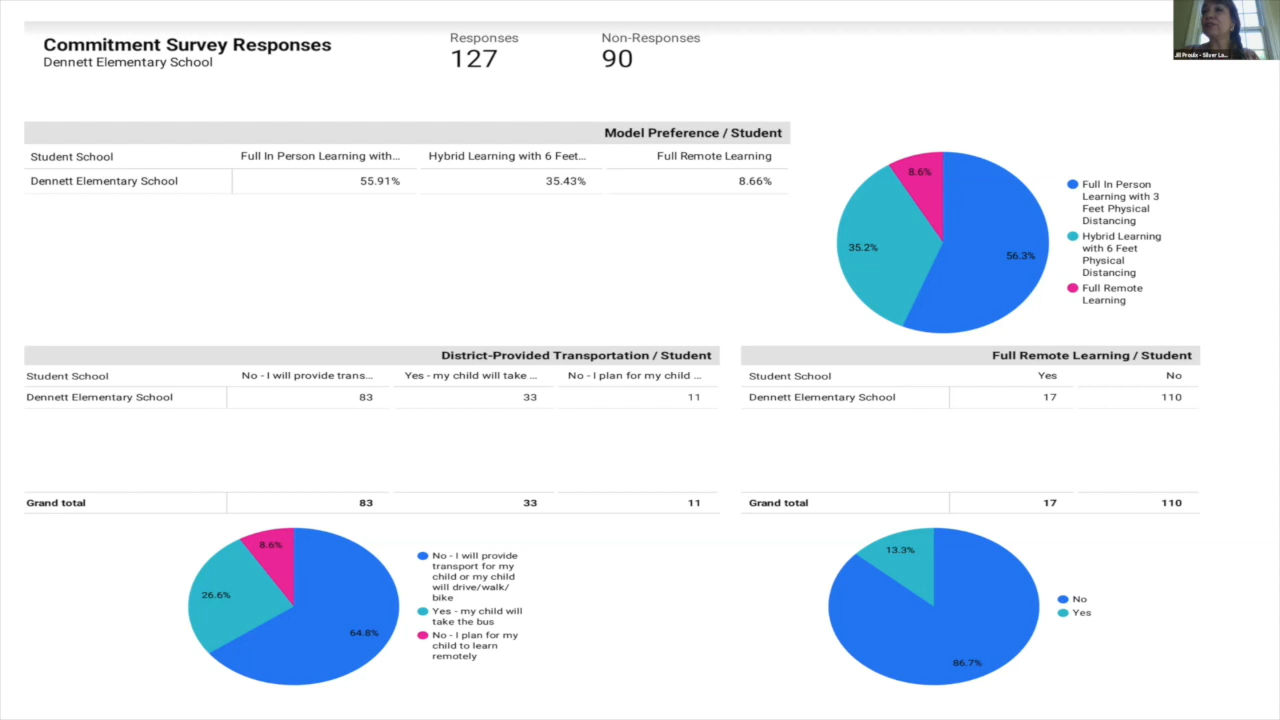 Commitment Survey Responses
Dennett Elementary School
Responses
127
Non-Responses
90
Jill Proulx - Silver La...
Model Preference / Student
Student School Full In Person Learning with... Hybrid Learning with 6 Feet... Full Remote Learning
Dennett Elementary School 55.91% 35.43% 8.66%
8.6%
35.2%
56.3%
Full In Person
Learning with 3
Feet Physical
Distancing
Hybrid Learning
with 6 Feet
Physical
Distancing
Full Remote
Learning
District-Provided Transportation / Student
Student School No - I will provide trans... Yes - my child will take ... No - I plan for my child ...
Dennett Elementary School 83 33 11
Grand total 83 33 11
Full Remote Learning / Student
Student School Yes No
Dennett Elementary School 17 110
Grand total 17 110
8.6%
26.6%
64.8%
No - I will provide
transport for my
child or my child
will drive/walk/
bike
Yes - my child will
take the bus
No - I plan for my
child to learn
remotely
13.3%
86.7%
No
Yes